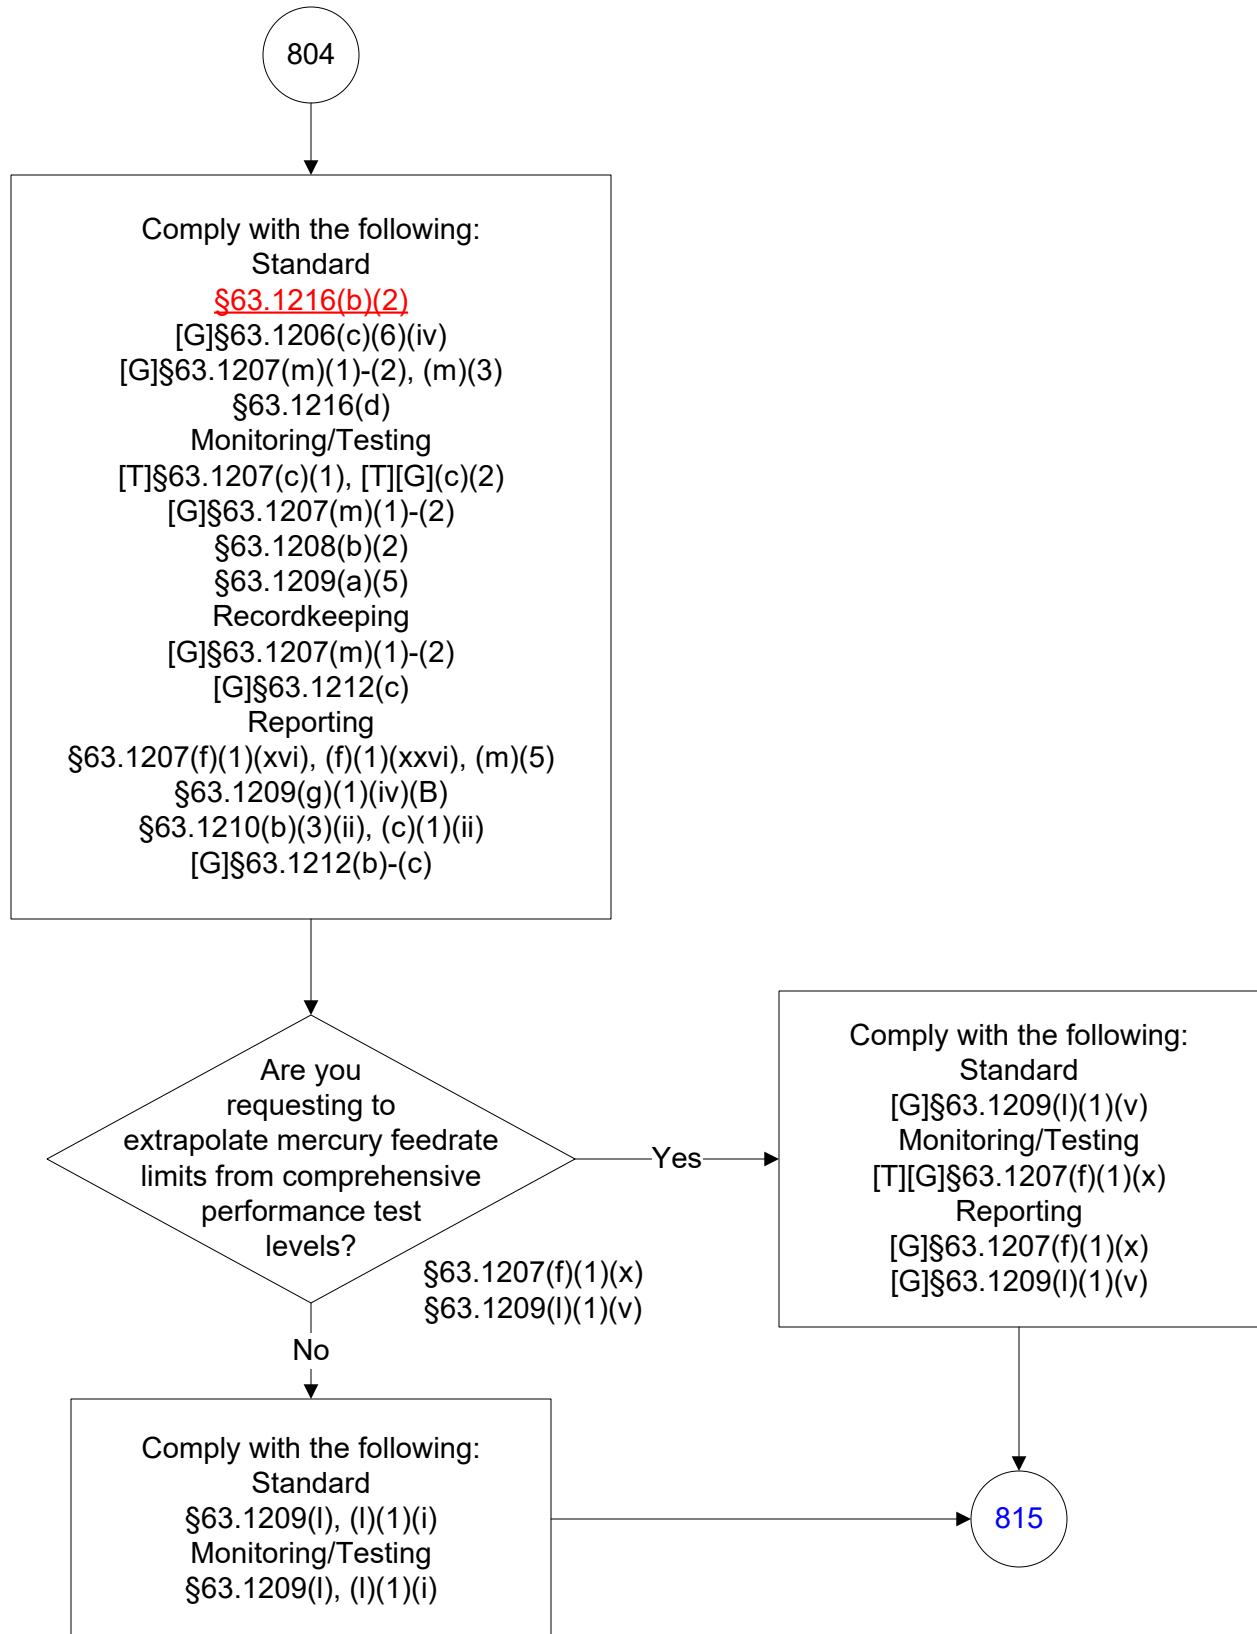 804
Comply with the following:
Standard
§63.1216(b)(2)
[G]§63.1206(c)(6)(iv)
[G]§63.1207(m)(1)-(2), (m)(3)
§63.1216(d)
Monitoring/Testing
[T]§63.1207(c)(1), [T][G](c)(2)
[G]§63.1207(m)(1)-(2)
§63.1208(b)(2)
§63.1209(a)(5)
Recordkeeping
[G]§63.1207(m)(1)-(2)
[G]§63.1212(c)
Reporting
§63.1207(f)(1)(xvi), (f)(1)(xxvi), (m)(5)
§63.1209(g)(1)(iv)(B)
§63.1210(b)(3)(ii), (c)(1)(ii)
[G]§63.1212(b)-(c)
Are you
requesting to
extrapolate mercury feedrate
limits from comprehensive
performance test
levels?
§63.1207(f)(1)(x)
§63.1209(l)(1)(v)
Yes
Comply with the following:
Standard
[G]§63.1209(l)(1)(v)
Monitoring/Testing
[T][G]§63.1207(f)(1)(x)
Reporting
[G]§63.1207(f)(1)(x)
[G]§63.1209(l)(1)(v)
No
Comply with the following:
Standard
§63.1209(l), (l)(1)(i)
Monitoring/Testing
§63.1209(l), (l)(1)(i)
815